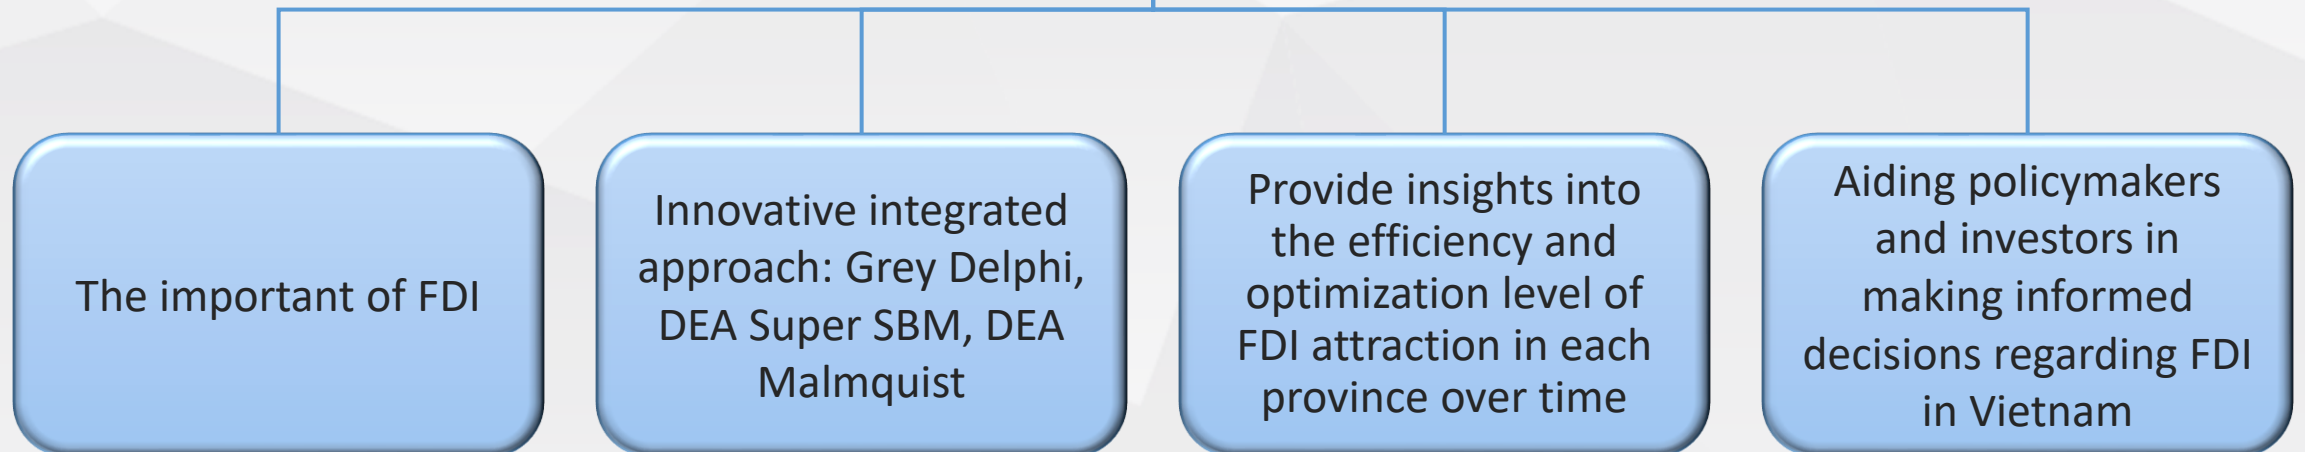 The important of FDI
Innovative integrated
approach: Grey Delphi,
DEA Super SBM, DEA
Malmquist
Provide insights into
the efficiency and
optimization level of
FDI attraction in each
province over time
Aiding policymakers
and investors in
making informed
decisions regarding FDI
in Vietnam